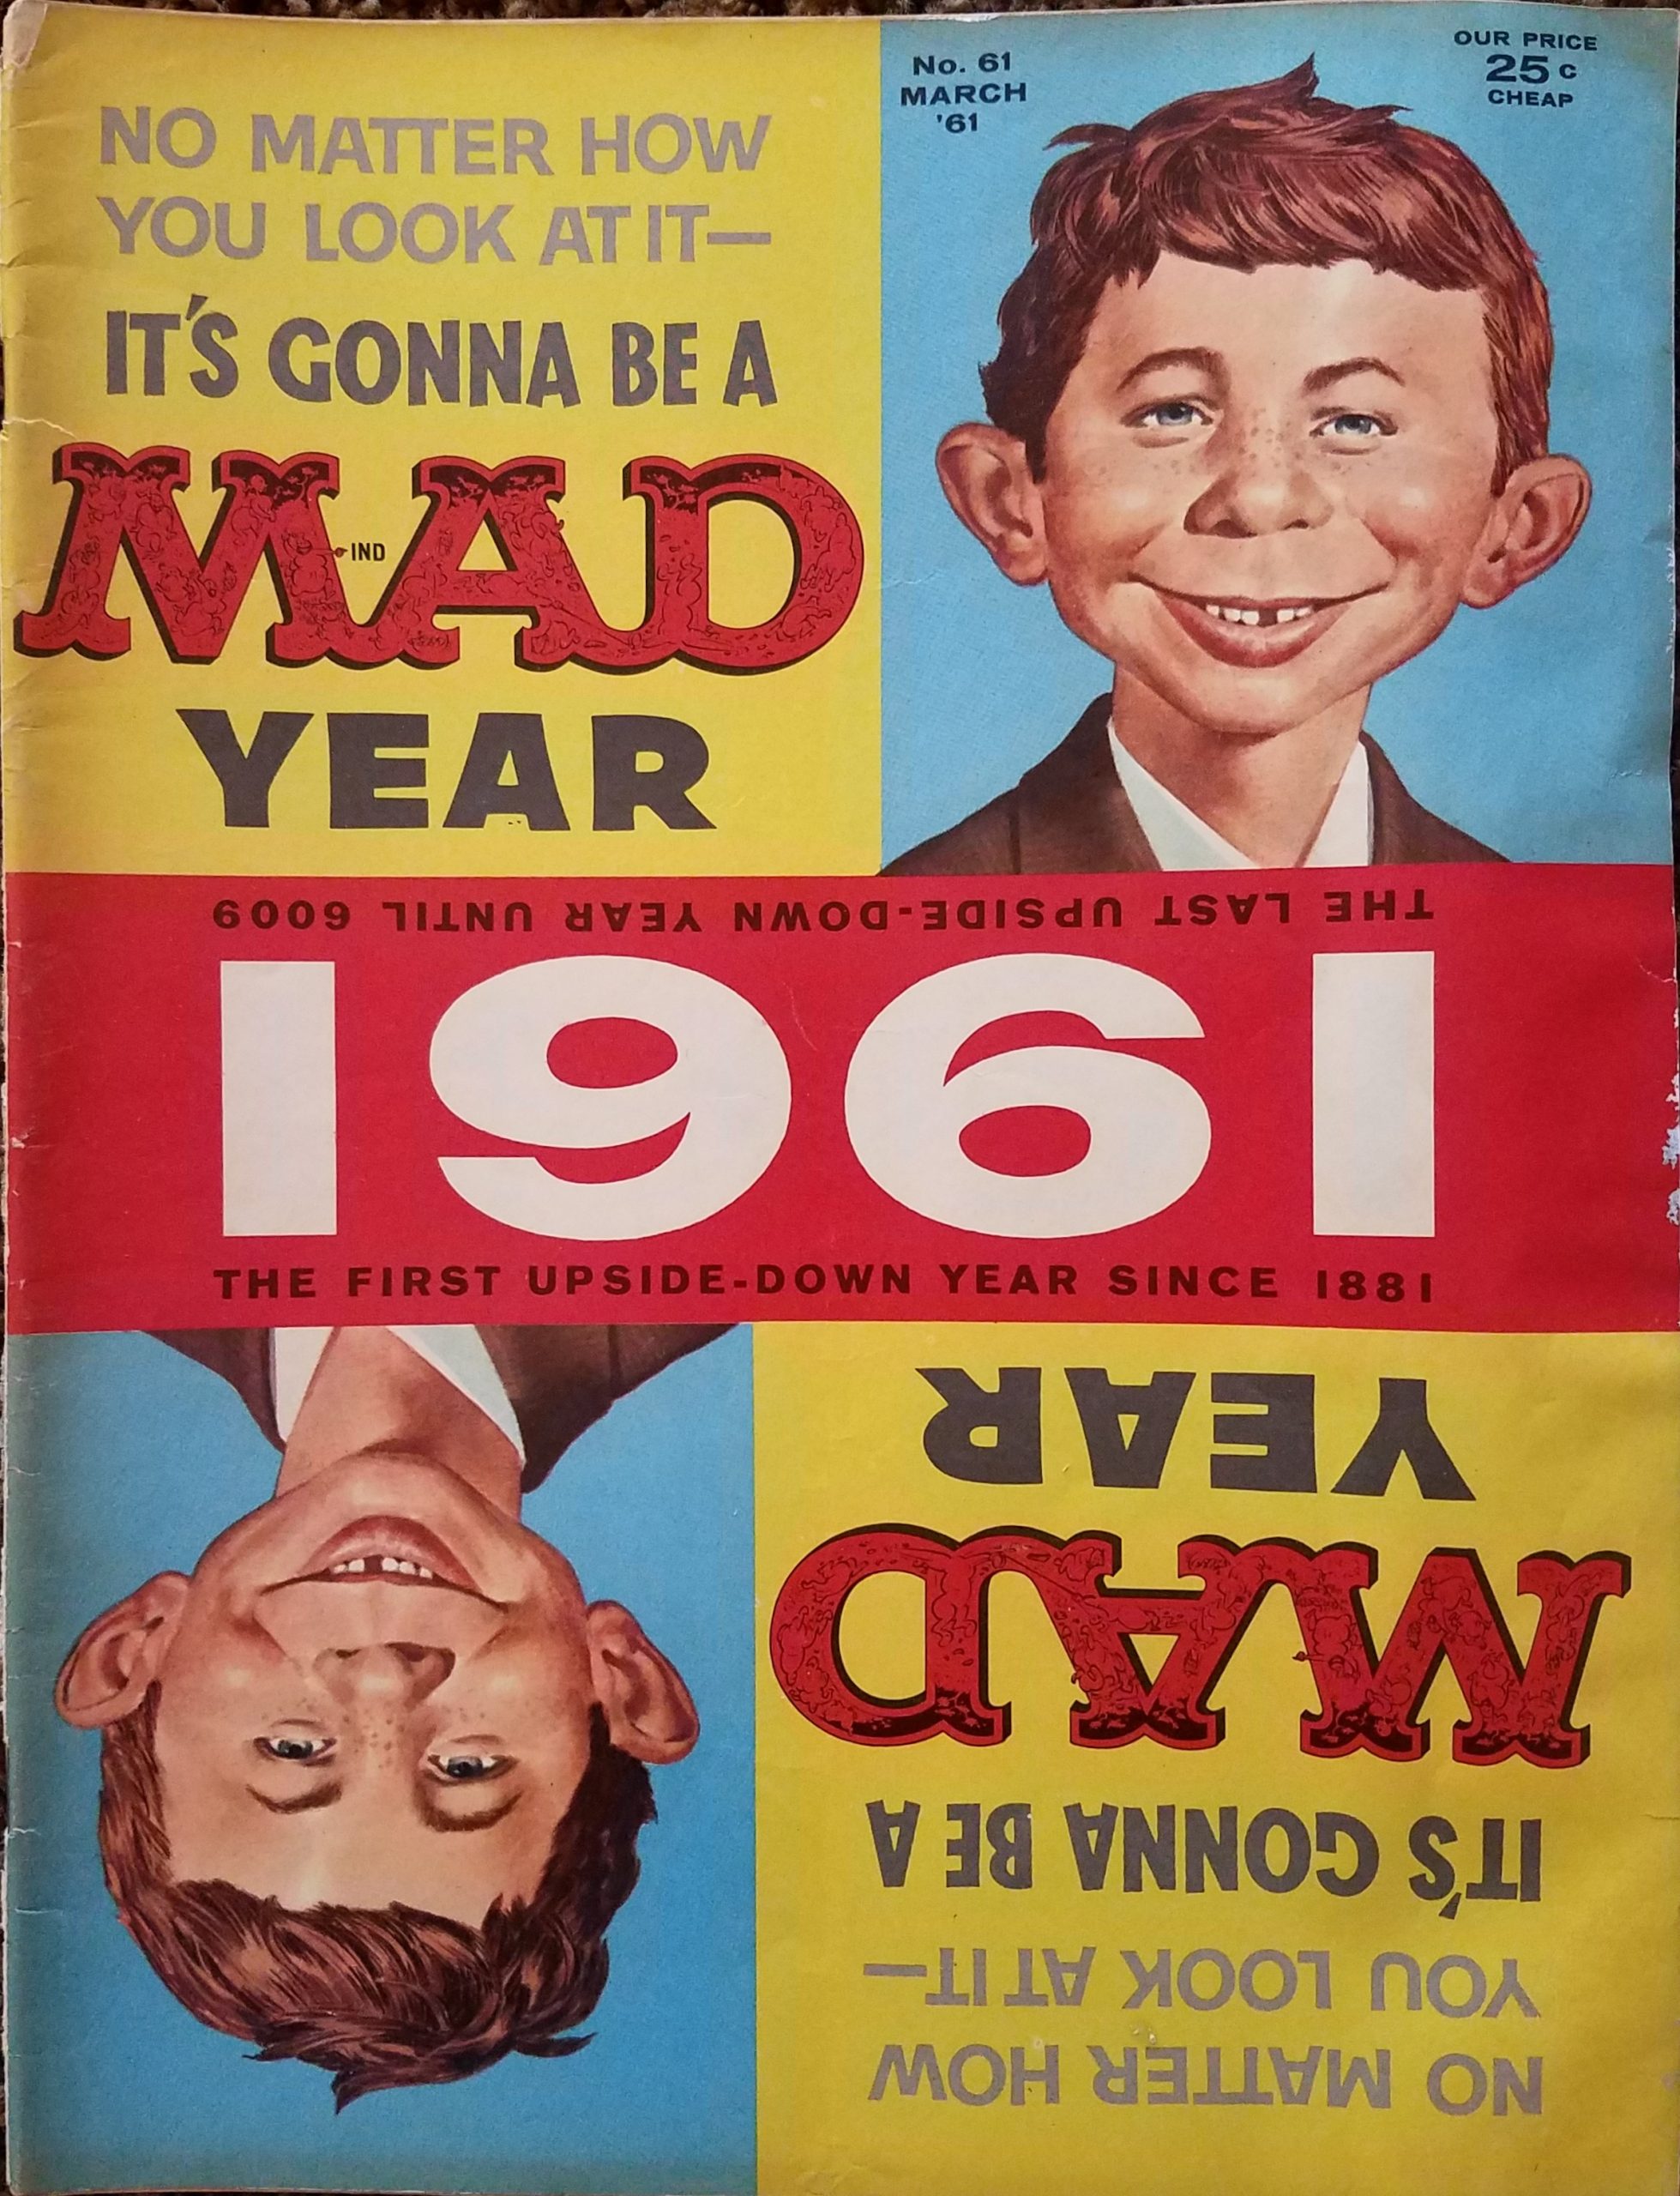 NO MATTER HOW
YOU LOOK AT IT—
IT'S GONNA BE A
MAD
IND
YEAR
No. 61
MARCH
'61
OUR PRICE
25c
CHEAP
THE LAST UPSIDE-DOWN YEAR UNTIL 6009
1961
THE FIRST UPSIDE-DOWN YEAR SINCE 1881
NO MATTER HOW
YOU LOOK AT IT—
IT'S GONNA BE A
MAD
YEAR